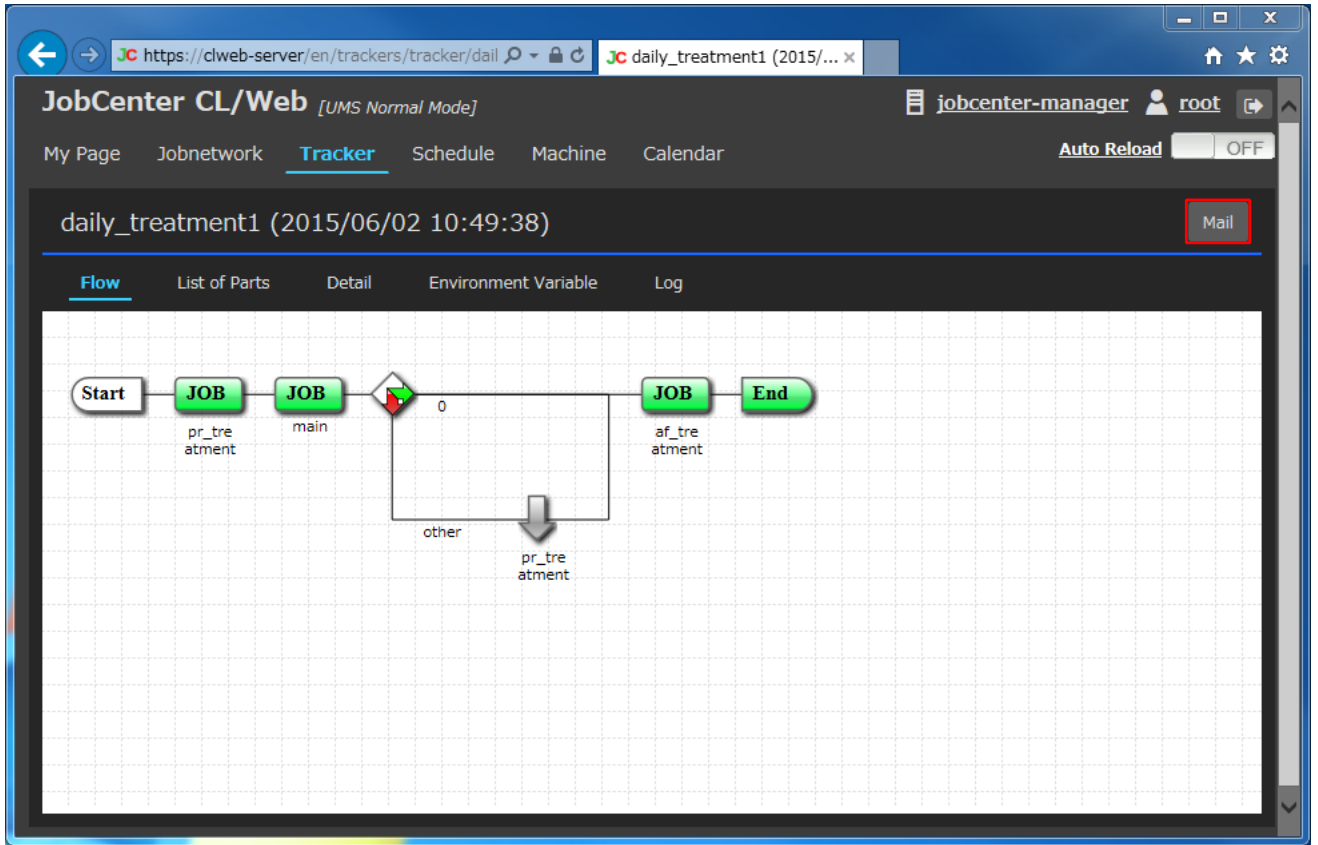 JC https://clweb-server/en/trackers/tracker/dail
JC daily_treatment1 (2015/... ×
JobCenter CL/Web [UMS Normal Mode]
jobcenter-manager root
My Page Jobnetwork Tracker Schedule Machine Calendar
Auto Reload OFF
daily_treatment1 (2015/06/02 10:49:38)
Mail
Flow List of Parts Detail Environment Variable Log
Start JOB JOB 0 JOB End
pr_tre
atment
main
af_tre
atment
other
pr_tre
atment